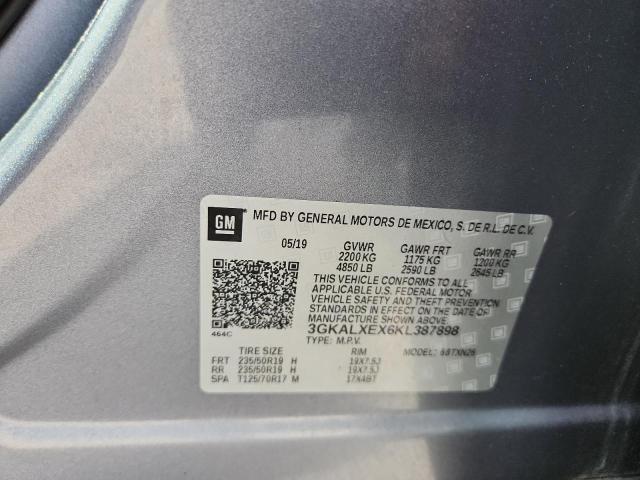 GM MFD BY GENERAL MOTORS DE MEXICO, S. DE R.L. DE C.V.
05/19 GVWR GAWR FRT GAWR RR
2200 KG 1175 KG 1200 KG
4850 LB 2590 LB 2645 LB
THIS VEHICLE CONFORMS TO ALL
APPLICABLE U.S. FEDERAL MOTOR
VEHICLE SAFETY AND THEFT PREVENTION
STANDARDS IN EFFECT ON THE DATE OF
MANUFACTURE SHOWN ABOVE.
3GKALXEX6KL387898
464C TYPE: M.P.V. MODEL: 
TIRE SIZE RIM
FRT 235/50R19 H 19X7.5J
RR 235/50R19 H 19X7.5J
SPA T125/70R17 M 17X4BT